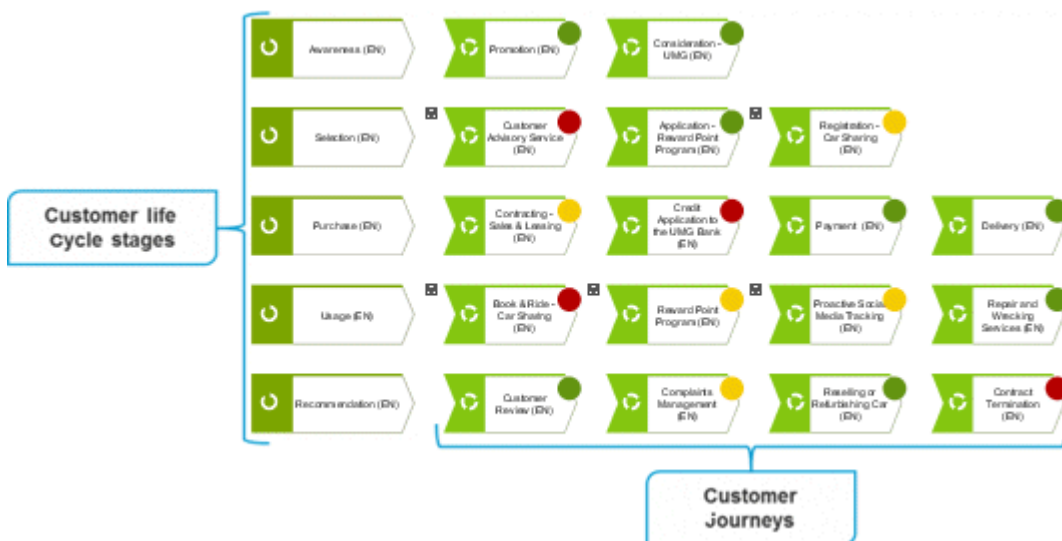 Awareness (EN)
Promotion (EN)
Consideration -
UMG (EN)
Selection (EN)
Customer
Advisory Service
(EN)
Application -
Reward Point
Program (EN)
Registration -
Car Sharing
(EN)
Customer life
Cycle stages
Purchase (EN)
Contracting -
Sales & Leasing
(EN)
Credit
Application to
the UMG Bank
(EN)
Payment (EN)
Delivery (EN)
Usage (EN)
Book & Ride -
Car Sharing
(EN)
Reward Point
Program (EN)
Proactive Social
Media Tracking
(EN)
Repair and
Wrecking
Services (EN)
Recommendation (EN)
Customer
Review (EN)
Complaints
Management
(EN)
Reselling or
Refurbishing Car
(EN)
Contract
Termination
(EN)
Customer
Journeys